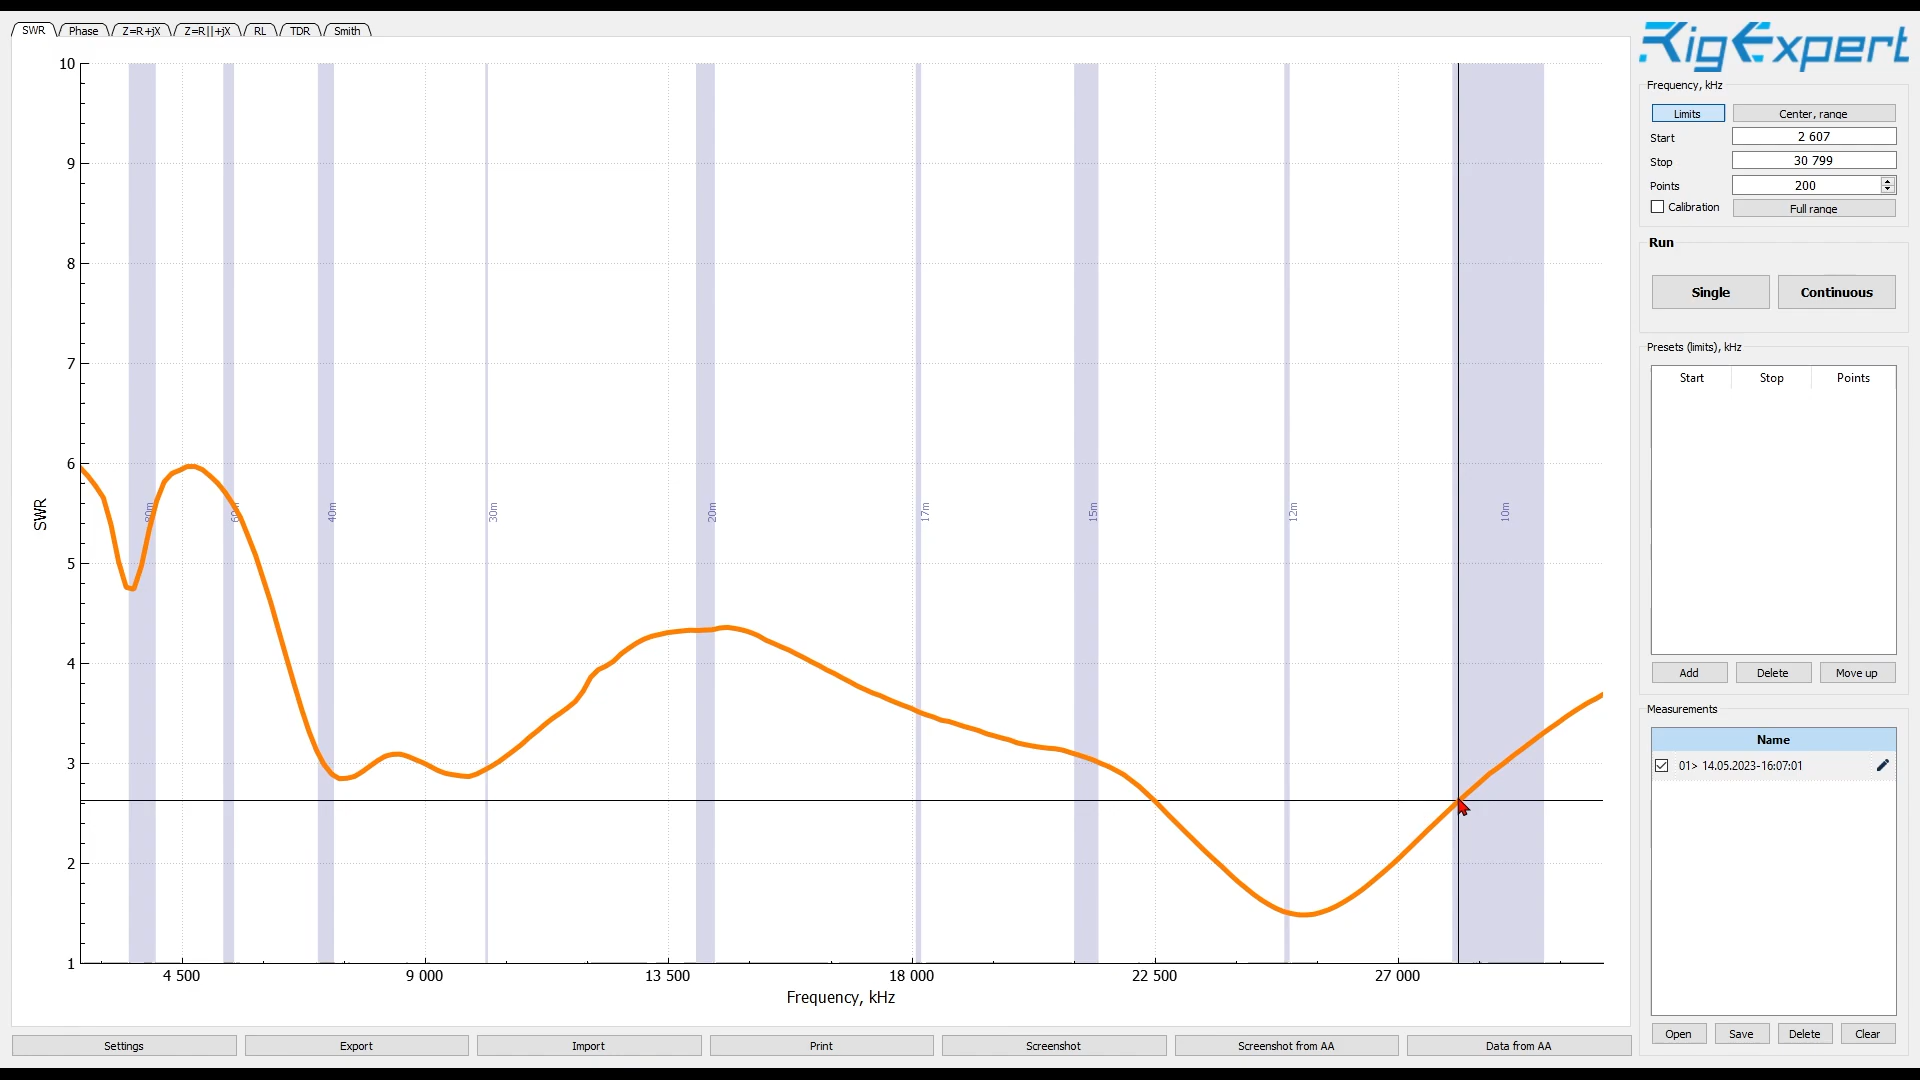 SWR Phase Z=R+jX Z=R||+jX RL TDR Smith
RigExpert
Frequency, kHz
Limits Center, range
Start 2 607
Stop 30 799
Points 200
Calibration Full range
Run
Single Continuous
Presets (limits), kHz
Start Stop Points
Add Delete Move up
Measurements
Name
01> 14.05.2023-16:07:01
Open Save Delete Clear
10
9
8
7
6
5
4
3
2
1
SWR
80m 60m 40m 30m 20m 17m 15m 12m 10m
4 500 9 000 13 500 18 000 22 500 27 000
Frequency, kHz
Settings Export Import Print Screenshot Screenshot from AA Data from AA